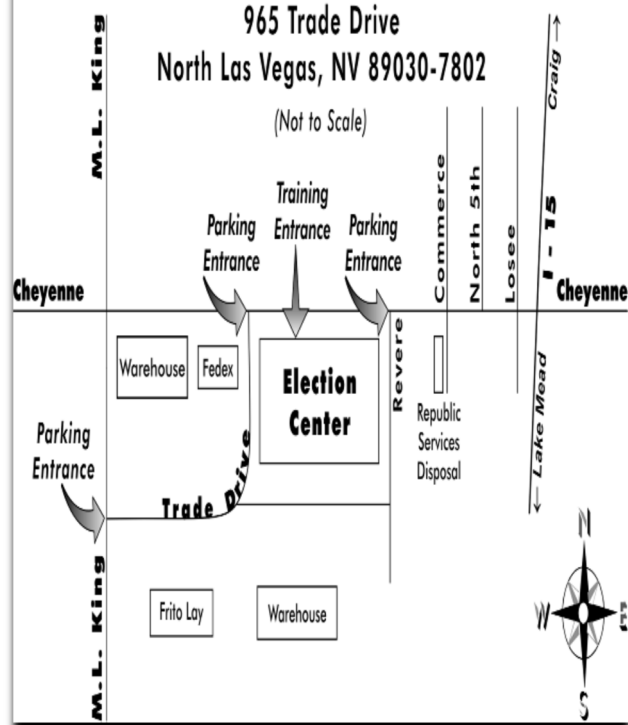 965 Trade Drive
North Las Vegas, NV 89030-7802
(Not to Scale)
M.L. King
Craig
Training
Entrance
Parking
Entrance
Parking
Entrance
Commerce
North 5th
Losee
I - 15
Cheyenne
Cheyenne
Warehouse
Fedex
Election
Center
Revere
Republic
Services
Disposal
Lake Mead
Parking
Entrance
Trade Drive
M.L. King
Frito Lay
Warehouse
N
W
E
S